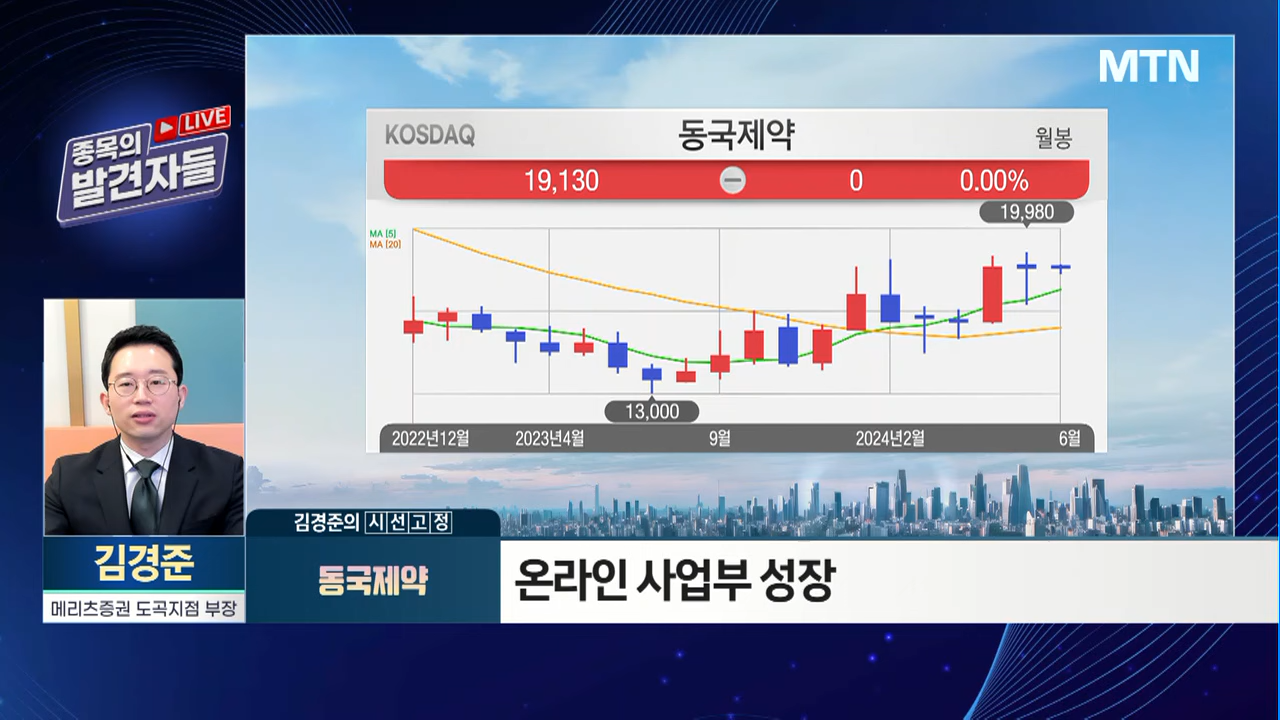 MTN
LIVE
종목의
발견자들
KOSDAQ 동국제약 월봉
19,130 0 0.00%
19,980
MA [5]
MA [20]
13,000
2022년12월 2023년4월 9월 2024년2월 6월
김경준의 시선고정
동국제약 온라인 사업부 성장
김경준
메리츠증권 도곡지점 부장